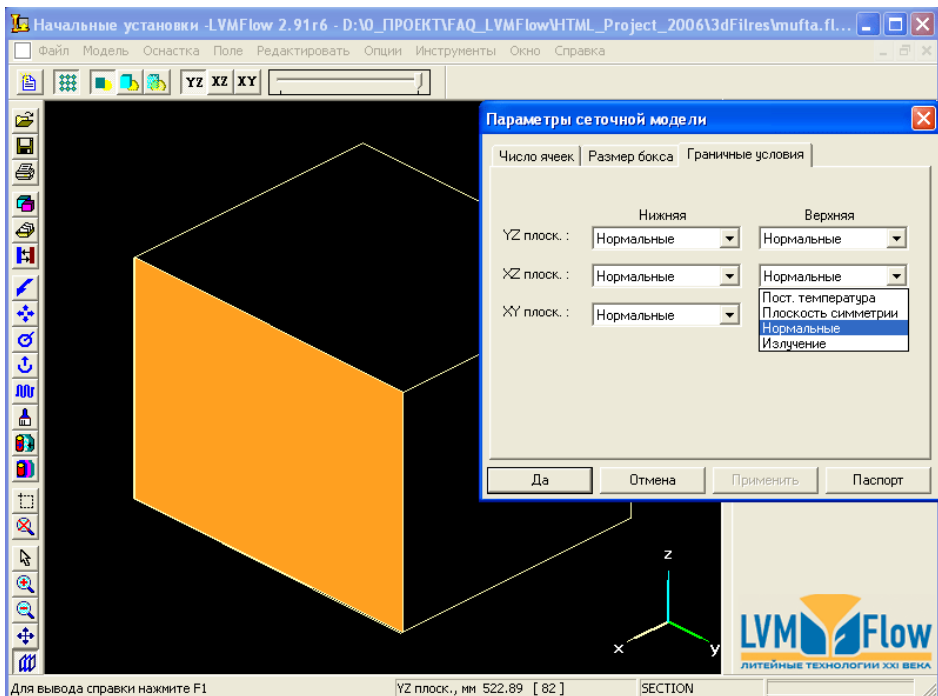 Начальные установки -LVMFlow 2.91r6 - D:\0_ПРОЕКТ\FAQ_LVMFlow\HTML_Project_2006\3dFilres\mufta.fl...
Файл Модель Оснастка Поле Редактировать Опции Инструменты Окно Справка
YZ XZ XY
Параметры сеточной модели
Число ячеек Размер бокса Граничные условия
Нижняя Верхняя
YZ плоск. : Нормальные Нормальные
XZ плоск. : Нормальные Нормальные
Пост. температура
Плоскость симметрии
XY плоск. : Нормальные Нормальные
Излучение
Да Отмена Применить Паспорт
z
x y
LVM Flow
ЛИТЕЙНЫЕ ТЕХНОЛОГИИ XXI ВЕКА
Для вывода справки нажмите F1 YZ плоск., мм 522.89 [ 82 ] SECTION